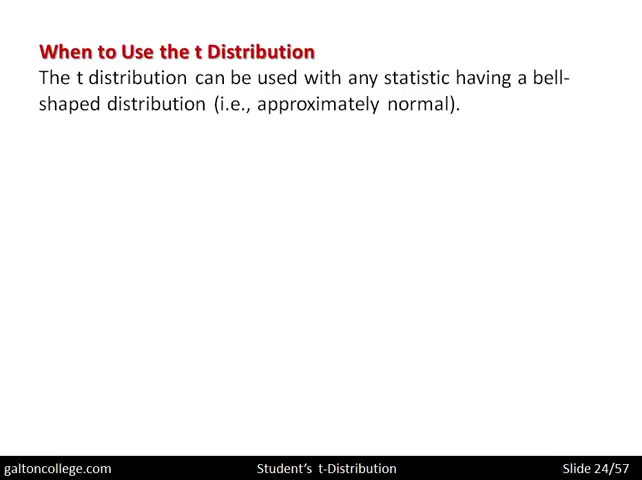 When to Use the t Distribution
The t distribution can be used with any statistic having a bell-
shaped distribution (i.e., approximately normal).
galtoncollege.com
Student's t-Distribution
Slide 24/57